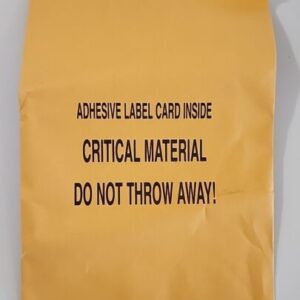 ADHESIVE LABEL CARD INSIDE
CRITICAL MATERIAL
DO NOT THROW AWAY!